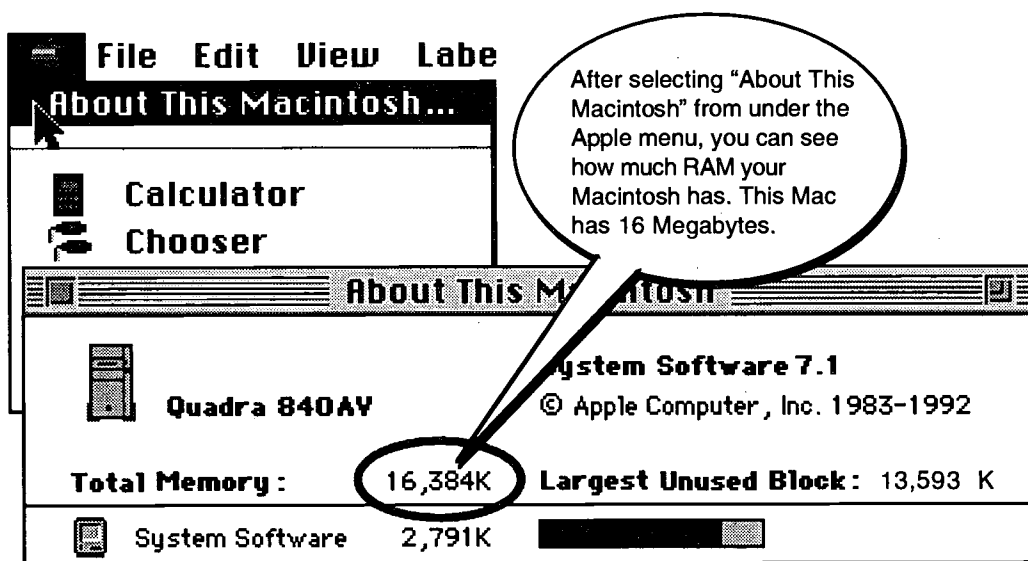 File Edit View Labe
About This Macintosh...
Calculator
Chooser
After selecting “About This
Macintosh” from under the
Apple menu, you can see
how much RAM your
Macintosh has. This Mac
has 16 Megabytes.
About This
Quadra 840AV
System Software 7.1
© Apple Computer, Inc. 1983-1992
Total Memory: 16,384K Largest Unused Block: 13,593 K
System Software 2,791K